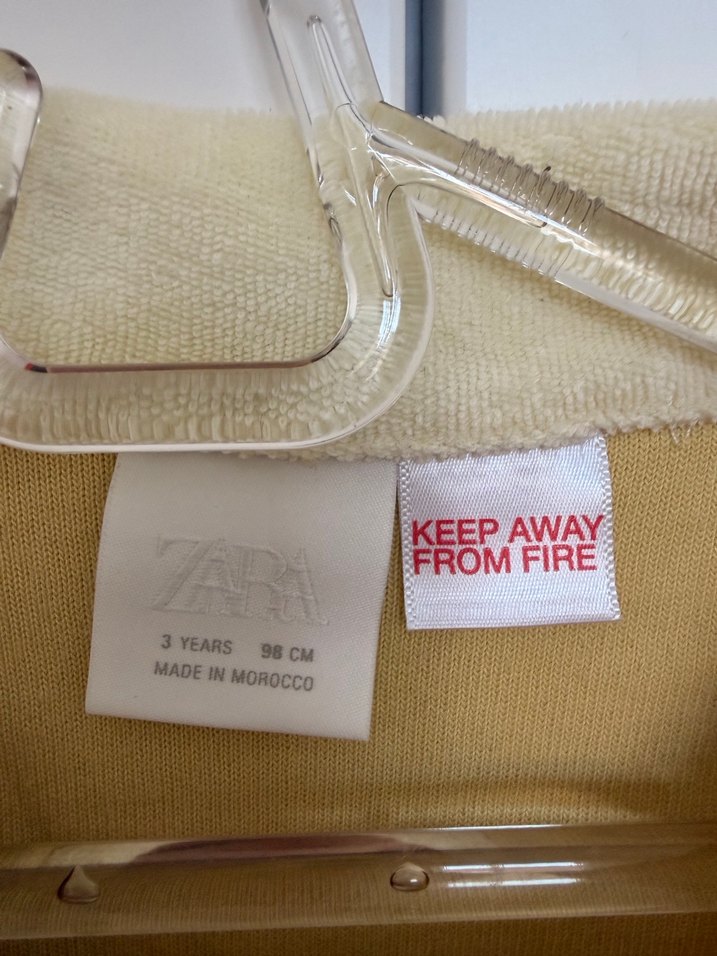 ZARA
3 YEARS 98 CM
MADE IN MOROCCO
KEEP AWAY
FROM FIRE